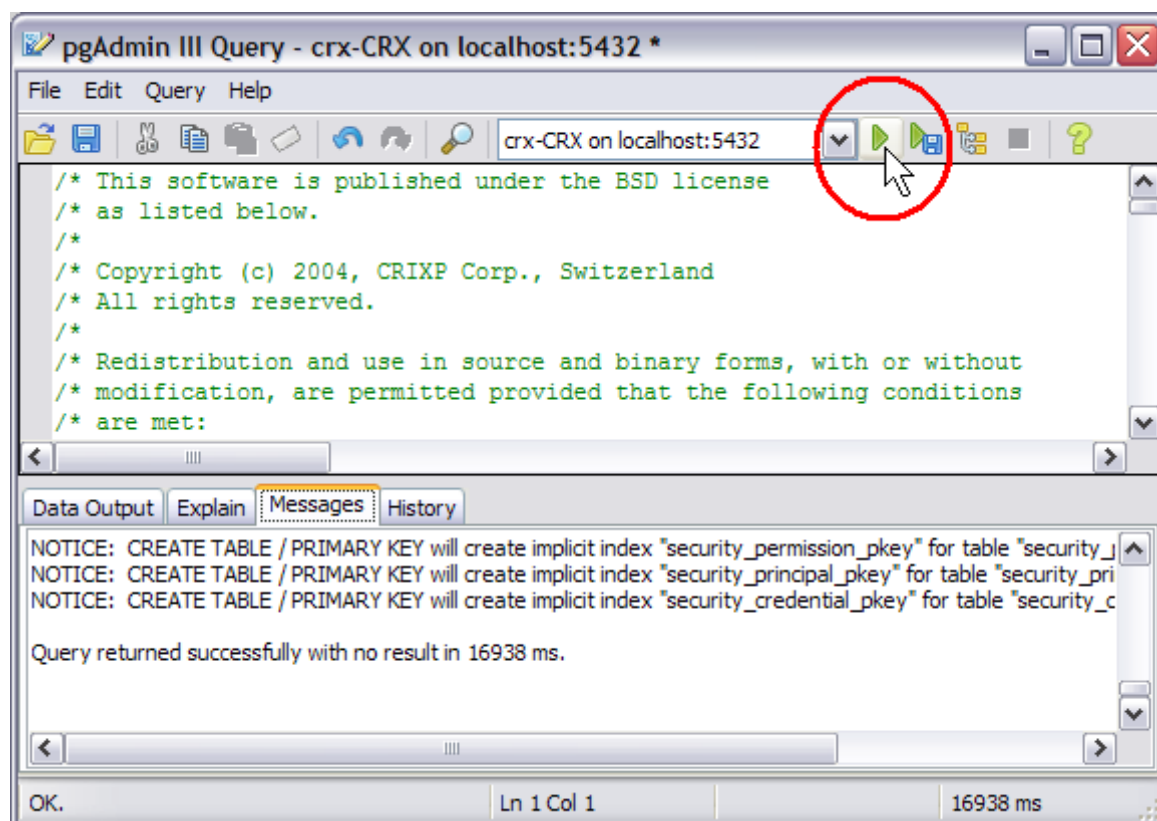 pgAdmin III Query - crx-CRX on localhost:5432 *
File Edit Query Help
crx-CRX on localhost:5432
/* This software is published under the BSD license
/* as listed below.
/*
/* Copyright (c) 2004, CRIXP Corp., Switzerland
/* All rights reserved.
/*
/* Redistribution and use in source and binary forms, with or without
/* modification, are permitted provided that the following conditions
/* are met:
Data Output Explain Messages History
NOTICE: CREATE TABLE / PRIMARY KEY will create implicit index "security_permission_pkey" for table "security_
NOTICE: CREATE TABLE / PRIMARY KEY will create implicit index "security_principal_pkey" for table "security_pri
NOTICE: CREATE TABLE / PRIMARY KEY will create implicit index "security_credential_pkey" for table "security_c
Query returned successfully with no result in 16938 ms.
OK. Ln 1 Col 1 16938 ms